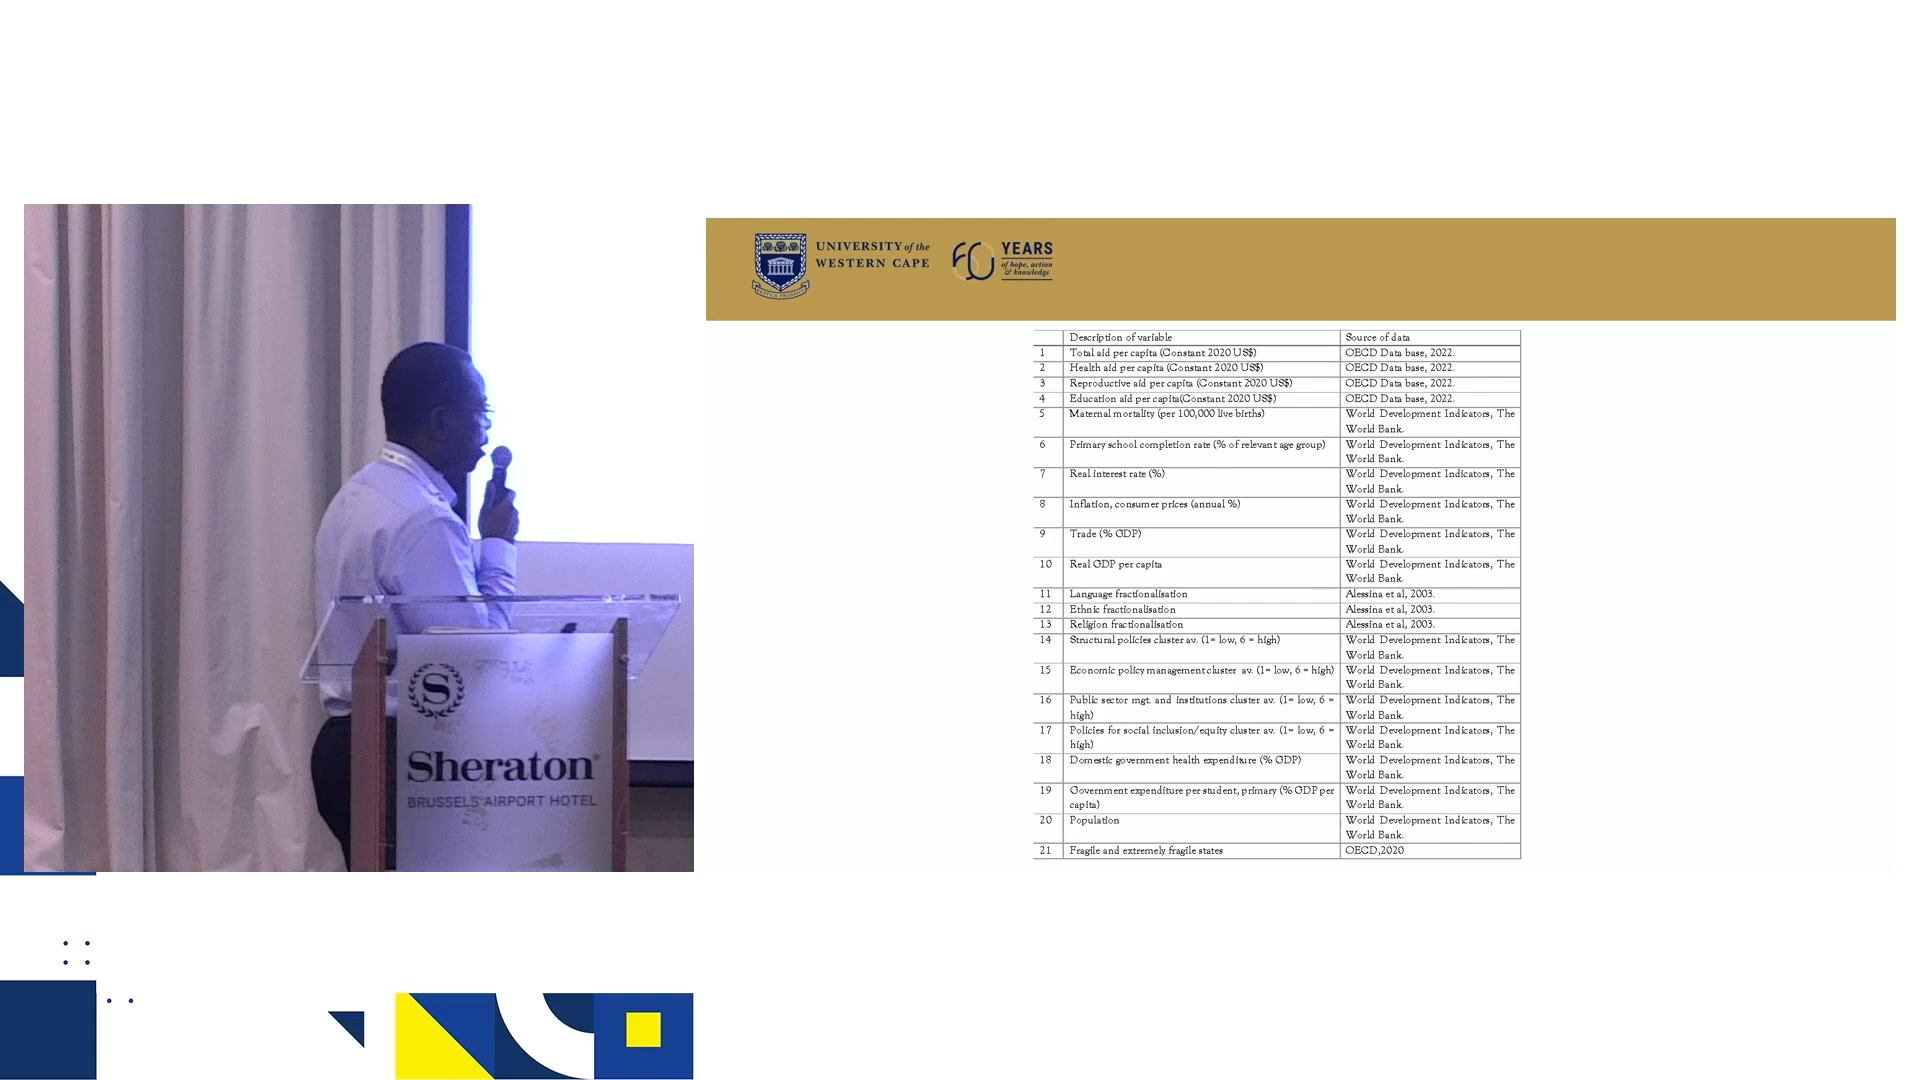 UNIVERSITY of the
WESTERN CAPE
RESPICE PROSPICE
60 YEARS
of hope, action
& knowledge
Description of variable Source of data
1 Total aid per capita (Constant 2020 US$) OECD Data base, 2022.
2 Health aid per capita (Constant 2020 US$) OECD Data base, 2022.
3 Reproductive aid per capita (Constant 2020 US$) OECD Data base, 2022.
4 Education aid per capita(Constant 2020 US$) OECD Data base, 2022.
5 Maternal mortality (per 100,000 live births) World Development Indicators, The
World Bank.
6 Primary school completion rate (% of relevant age group) World Development Indicators, The
World Bank.
7 Real interest rate (%) World Development Indicators, The
World Bank.
8 Inflation, consumer prices (annual %) World Development Indicators, The
World Bank.
9 Trade (% GDP) World Development Indicators, The
World Bank.
10 Real GDP per capita World Development Indicators, The
World Bank.
11 Language fractionalisation Alessina et al, 2003.
12 Ethnic fractionalisation Alessina et al, 2003.
13 Religion fractionalisation Alessina et al, 2003.
14 Structural policies cluster av. (1= low, 6 = high) World Development Indicators, The
World Bank.
15 Economic policy management cluster av. (1= low, 6 = high) World Development Indicators, The
World Bank.
16 Public sector mgt. and institutions cluster av. (1= low, 6 = World Development Indicators, The
high) World Bank.
17 Policies for social inclusion/equity cluster av. (1= low, 6 = World Development Indicators, The
high) World Bank.
18 Domestic government health expenditure (% GDP) World Development Indicators, The
World Bank.
19 Government expenditure per student, primary (% GDP per World Development Indicators, The
capita) World Bank.
20 Population World Development Indicators, The
World Bank.
21 Fragile and extremely fragile states OECD,2020
S
Sheraton®
BRUSSELS AIRPORT HOTEL